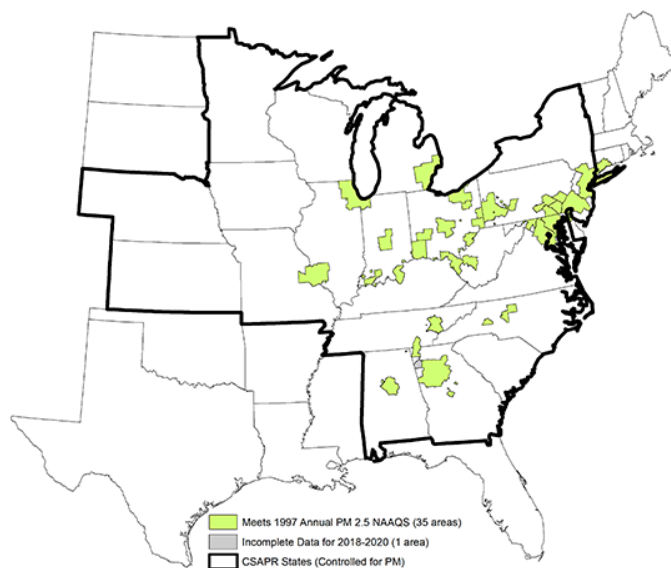 Meets 1997 Annual PM 2.5 NAAQS (35 areas)
Incomplete Data for 2018-2020 (1 area)
CSAPR States (Controlled for PM)